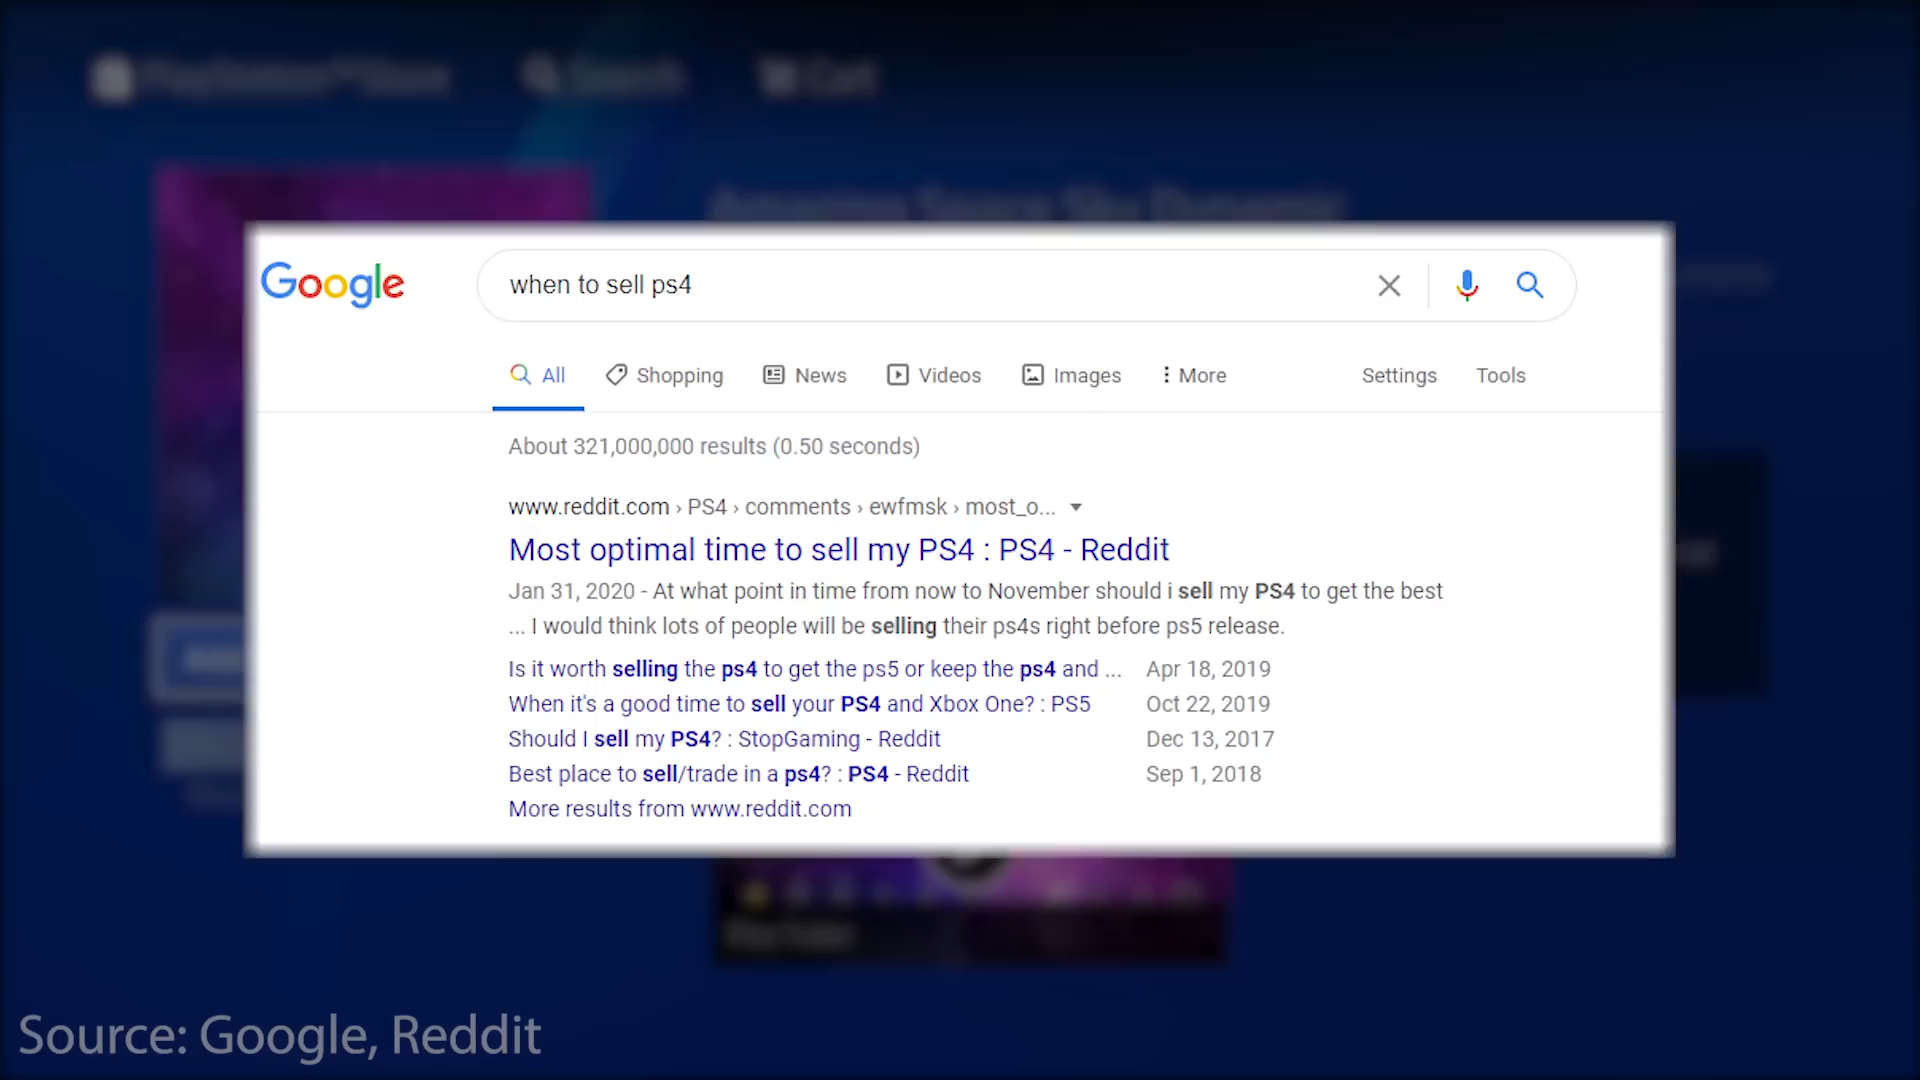 PlayStation™Store Search Cart
Amazing Space Sky Dynamic
Google
when to sell ps4
All Shopping News Videos Images More Settings Tools
About 321,000,000 results (0.50 seconds)
www.reddit.com › PS4 › comments › ewfmsk › most_o...
Most optimal time to sell my PS4 : PS4 - Reddit
Jan 31, 2020 - At what point in time from now to November should i sell my PS4 to get the best
... I would think lots of people will be selling their ps4s right before ps5 release.
Is it worth selling the ps4 to get the ps5 or keep the ps4 and ... Apr 18, 2019
When it's a good time to sell your PS4 and Xbox One? : PS5 Oct 22, 2019
Should I sell my PS4? : StopGaming - Reddit Dec 13, 2017
Best place to sell/trade in a ps4? : PS4 - Reddit Sep 1, 2018
More results from www.reddit.com
Source: Google, Reddit